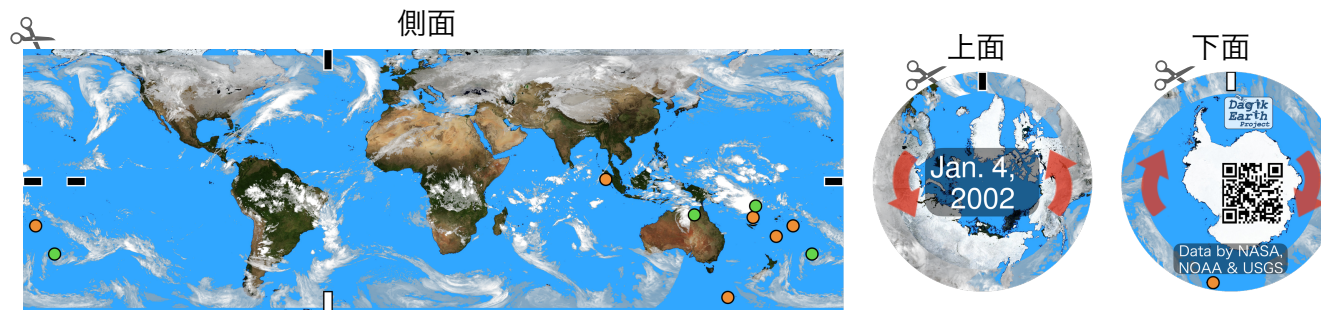 側面
上面
下面
Jan. 4,
2002
Dagik
Earth
Project
Data by NASA,
NOAA & USGS